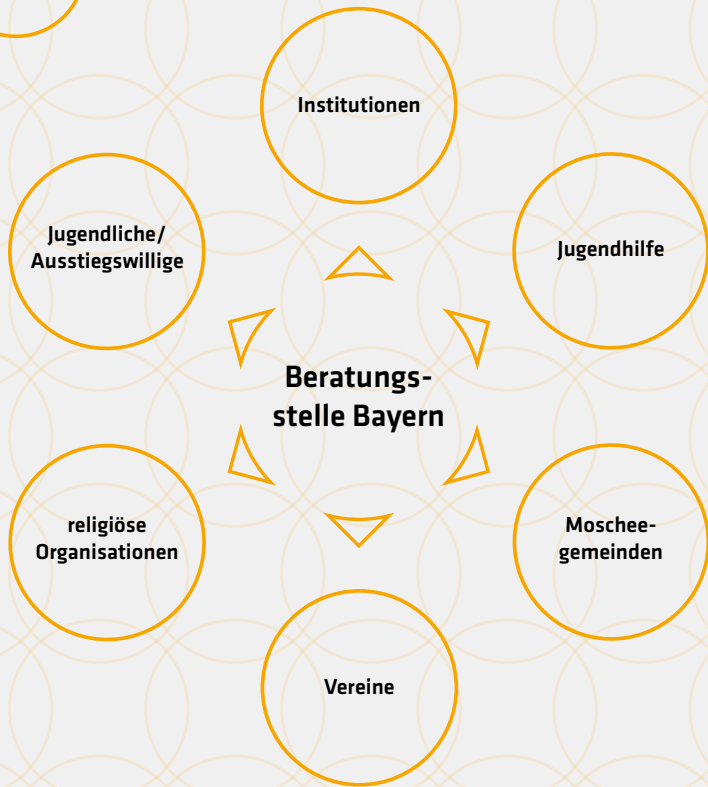 Institutionen
Jugendliche/
Ausstiegswillige
Jugendhilfe
Beratungs-
stelle Bayern
religiöse
Organisationen
Moschee-
gemeinden
Vereine